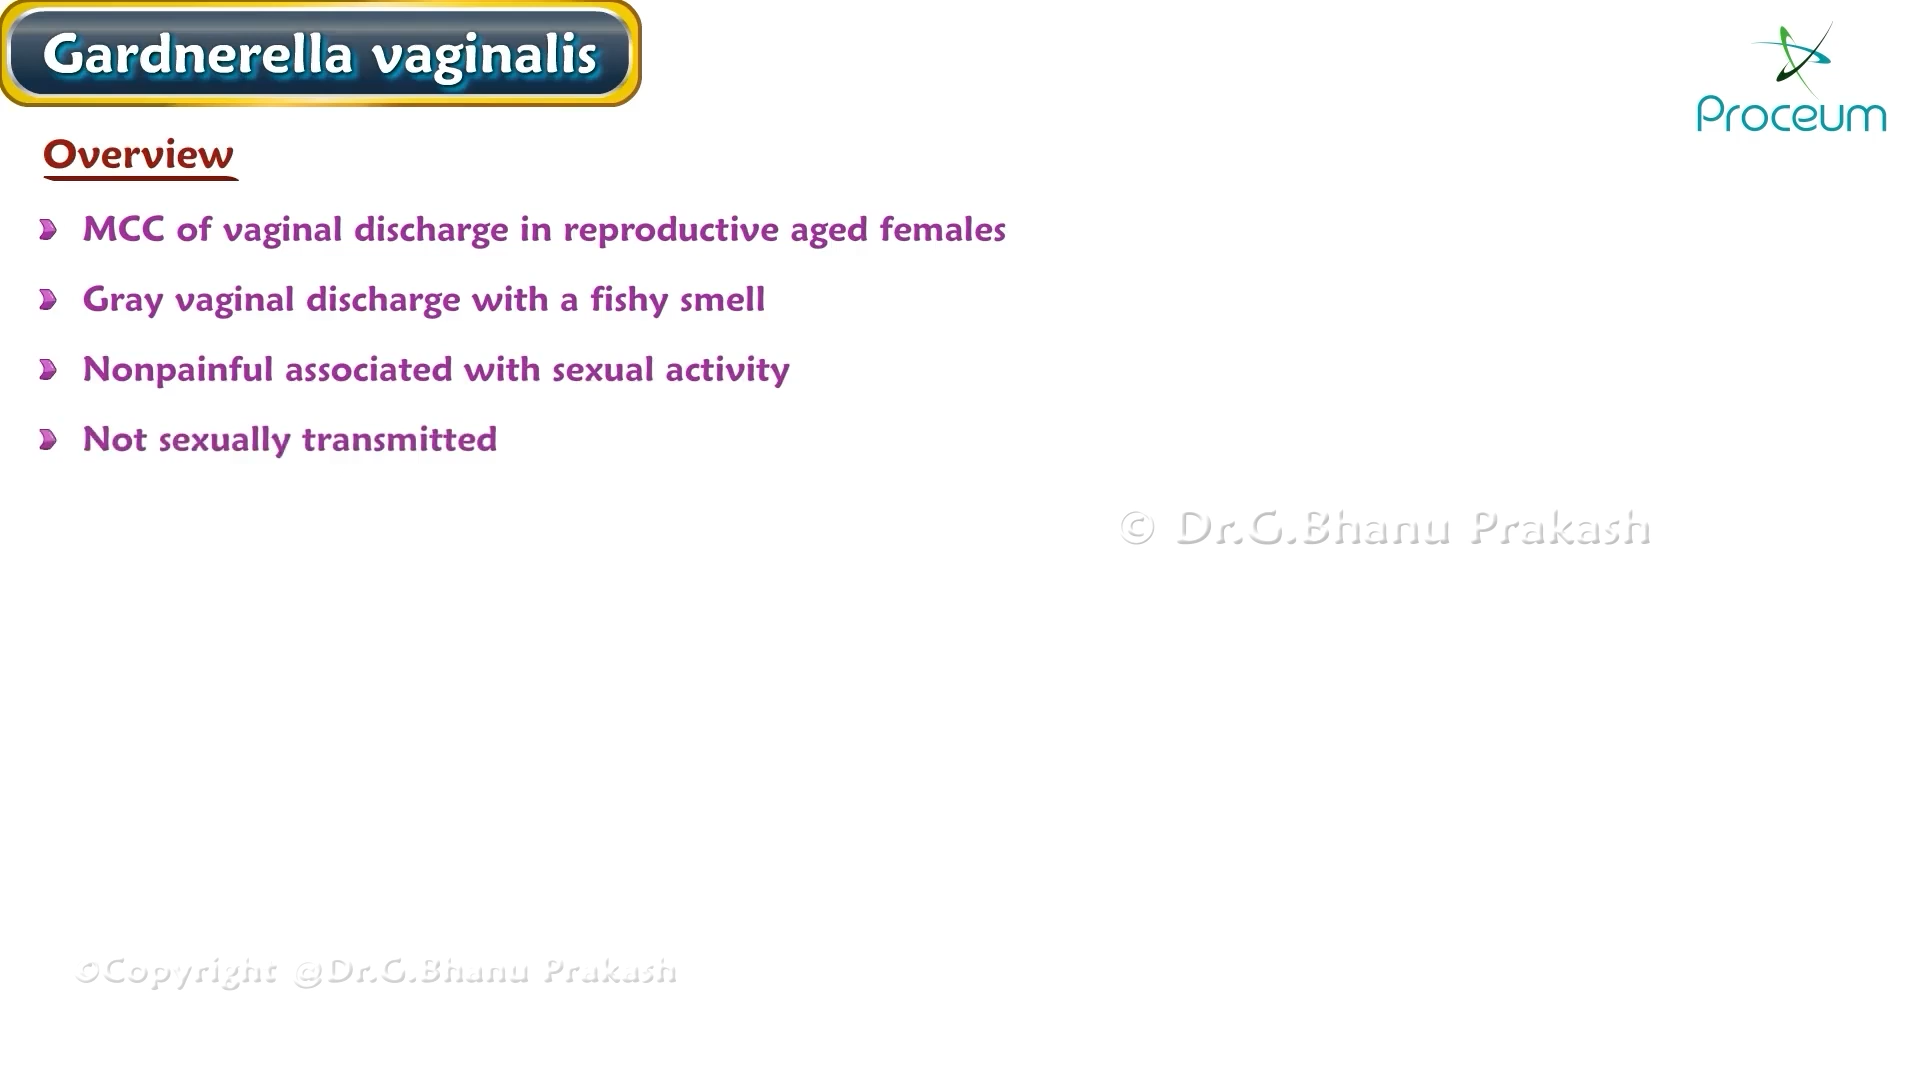 Gardnerella vaginalis
Proceum
Overview
MCC of vaginal discharge in reproductive aged females
Gray vaginal discharge with a fishy smell
Nonpainful associated with sexual activity
Not sexually transmitted
© Dr.G.Bhanu Prakash
©Copyright @Dr.G.Bhanu Prakash